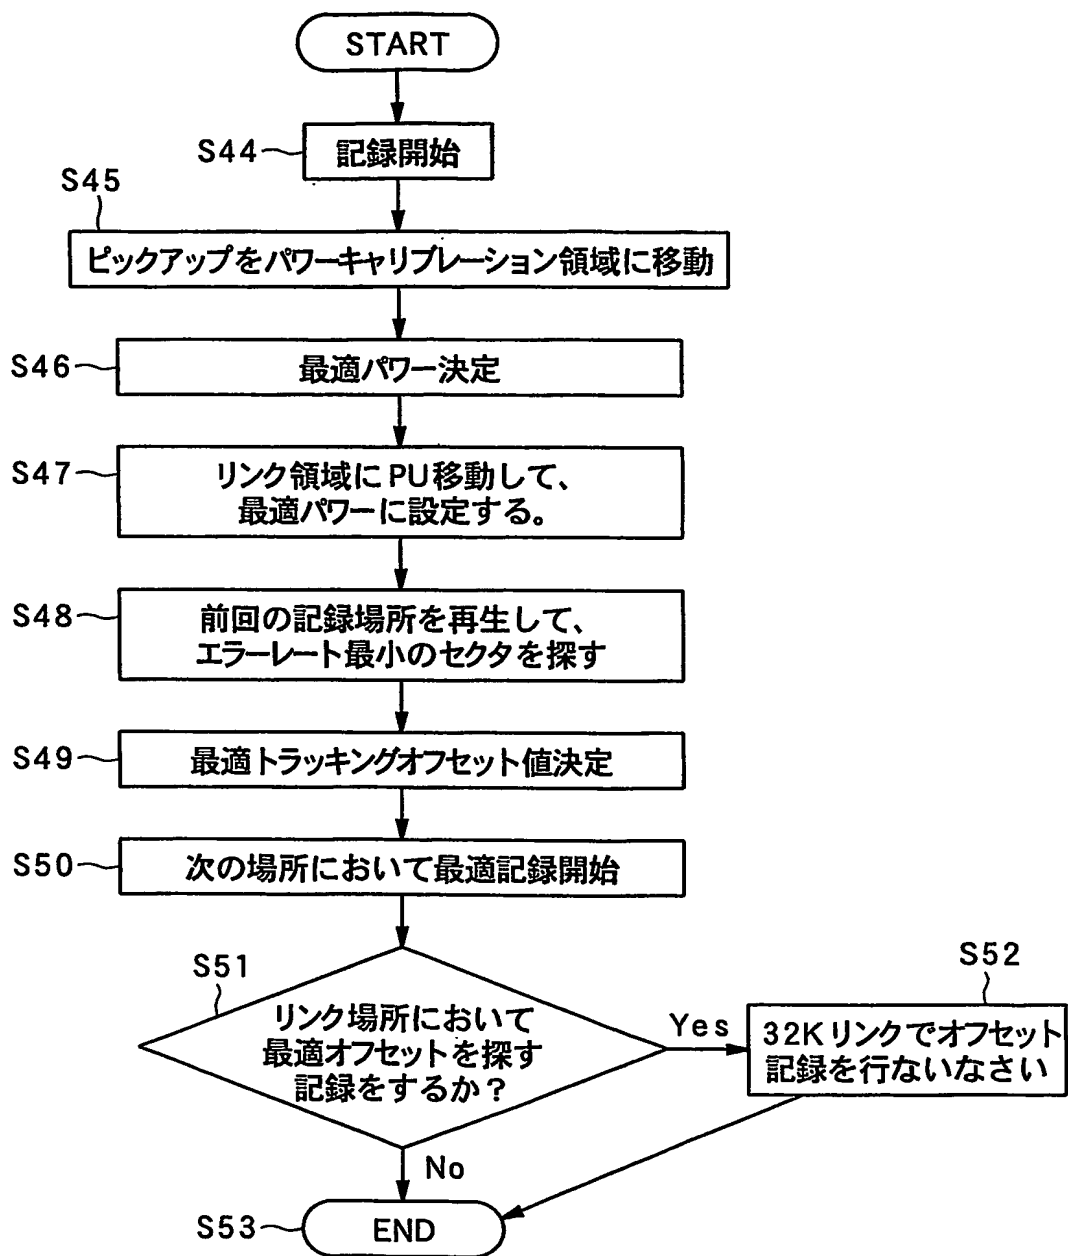 START
S44
記録開始
S45
ピックアップをパワーキャリブレーション領域に移動
S46
最適パワー決定
S47
リンク領域にPU移動して、
最適パワーに設定する。
S48
前回の記録場所を再生して、
エラーレート最小のセクタを探す
S49
最適トラッキングオフセット値決定
S50
次の場所において最適記録開始
S51
リンク場所において
最適オフセットを探す
記録をするか？
Yes
S52
32Kリンクでオフセット
記録を行ないなさい
No
S53
END